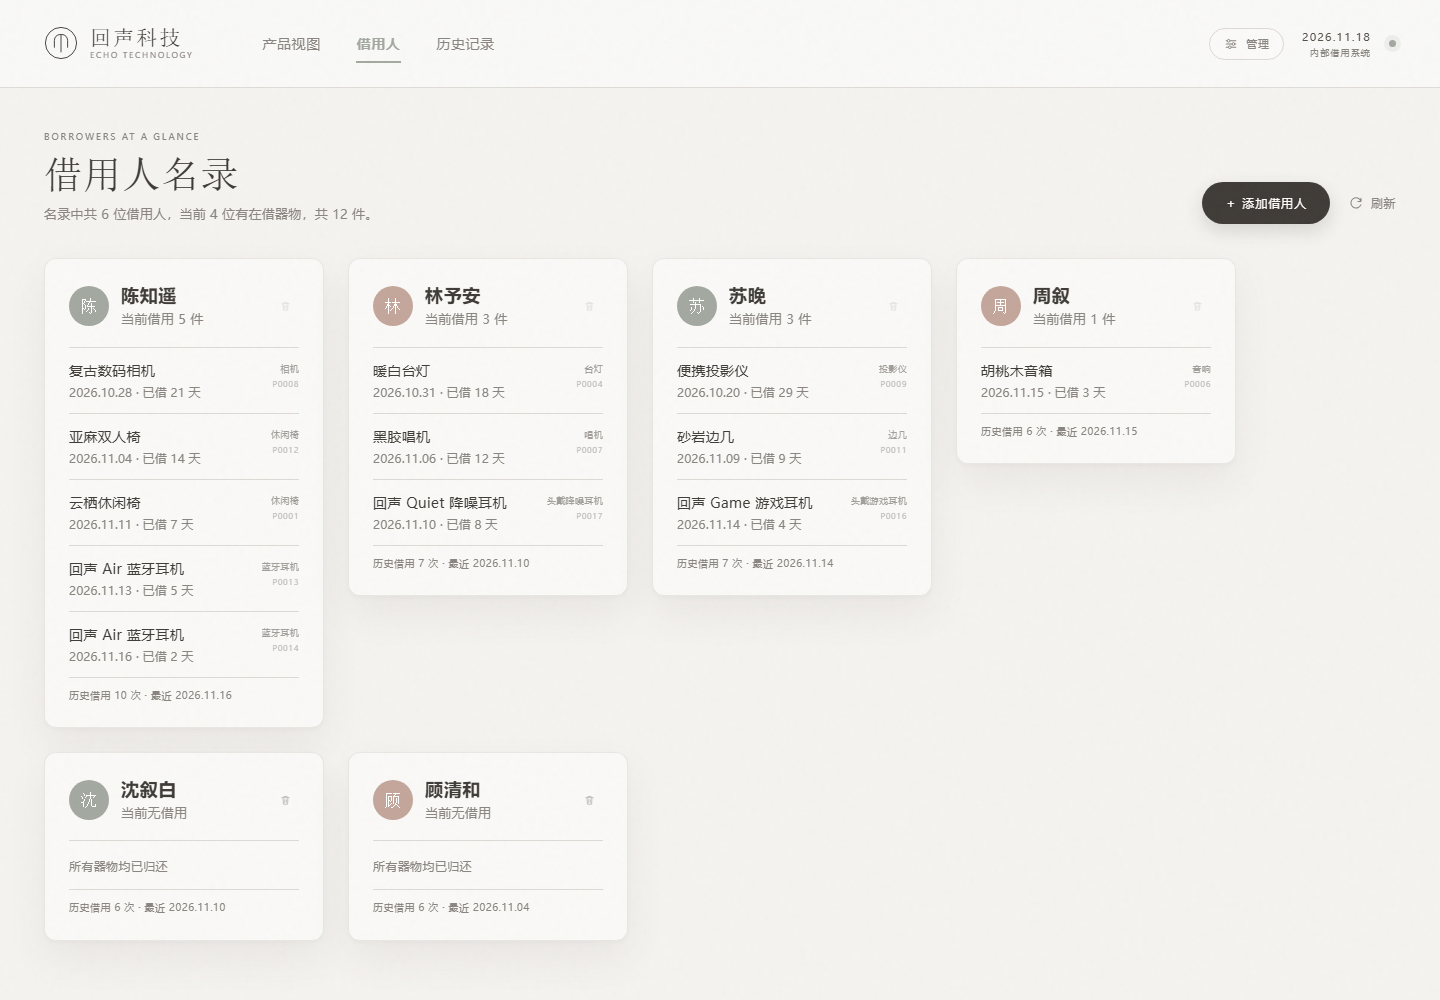 回声科技
ECHO TECHNOLOGY
产品视图
借用人
历史记录
管理
2026.11.18
内部借用系统
BORROWERS AT A GLANCE
借用人名录
名录中共 6 位借用人，当前 4 位有在借器物，共 12 件。
+ 添加借用人
刷新
陈
陈知遥
当前借用 5 件
复古数码相机
相机
2026.10.28 · 已借 21 天
P0008
亚麻双人椅
休闲椅
2026.11.04 · 已借 14 天
P0012
云栖休闲椅
休闲椅
2026.11.11 · 已借 7 天
P0001
回声 Air 蓝牙耳机
蓝牙耳机
2026.11.13 · 已借 5 天
P0013
回声 Air 蓝牙耳机
蓝牙耳机
2026.11.16 · 已借 2 天
P0014
历史借用 10 次 · 最近 2026.11.16
林
林予安
当前借用 3 件
暖白台灯
台灯
2026.10.31 · 已借 18 天
P0004
黑胶唱机
唱机
2026.11.06 · 已借 12 天
P0007
回声 Quiet 降噪耳机
头戴降噪耳机
2026.11.10 · 已借 8 天
P0017
历史借用 7 次 · 最近 2026.11.10
苏
苏晚
当前借用 3 件
便携投影仪
投影仪
2026.10.20 · 已借 29 天
P0009
砂岩边几
边几
2026.11.09 · 已借 9 天
P0011
回声 Game 游戏耳机
头戴游戏耳机
2026.11.14 · 已借 4 天
P0016
历史借用 7 次 · 最近 2026.11.14
周
周叙
当前借用 1 件
胡桃木音箱
音响
2026.11.15 · 已借 3 天
P0006
历史借用 6 次 · 最近 2026.11.15
沈
沈叙白
当前无借用
所有器物均已归还
历史借用 6 次 · 最近 2026.11.10
顾
顾清和
当前无借用
所有器物均已归还
历史借用 6 次 · 最近 2026.11.04